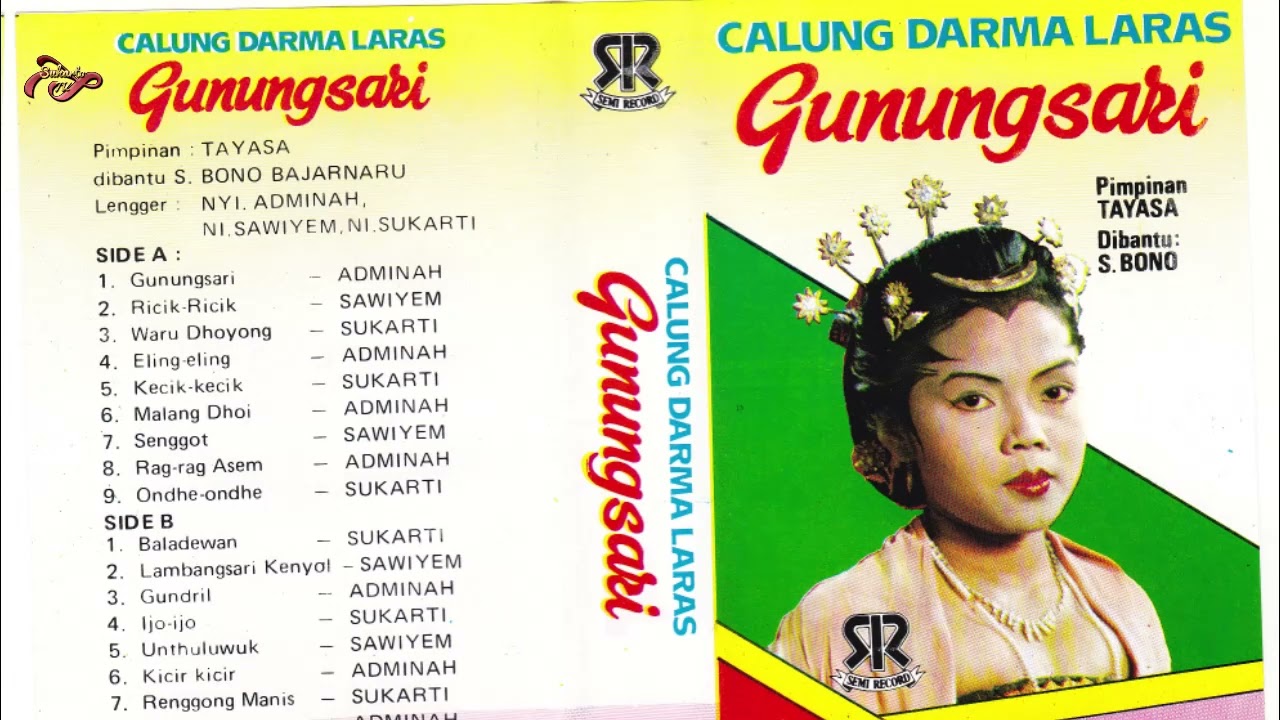 CALUNG DARMA LARAS
Gunungsari
Pimpinan : TAYASA
dibantu S. BONO BAJARNARU
Lengger : NYI. ADMINAH,
NI.SAWIYEM,NI.SUKARTI
SIDE A :
1. Gunungsari – ADMINAH
2. Ricik-Ricik – SAWIYEM
3. Waru Dhoyong – SUKARTI
4. Eling-eling – ADMINAH
5. Kecik-kecik – SUKARTI
6. Malang Dhoi – ADMINAH
7. Senggot – SAWIYEM
8. Rag-rag Asem – ADMINAH
9. Ondhe-ondhe – SUKARTI
SIDE B
1. Baladewan – SUKARTI
2. Lambangsari Kenyol – SAWIYEM
3. Gundril – ADMINAH
4. Ijo-ijo – SUKARTI.
5. Unthuluwuk – SAWIYEM
6. Kicir kicir – ADMINAH
7. Renggong Manis – SUKARTI
ADMINAH
SR
SEMI RECORD
CALUNG DARMA LARAS
Gunungsari
CALUNG DARMA LARAS
Gunungsari
Pimpinan
TAYASA
Dibantu:
S. BONO
SR
SEMI RECORD